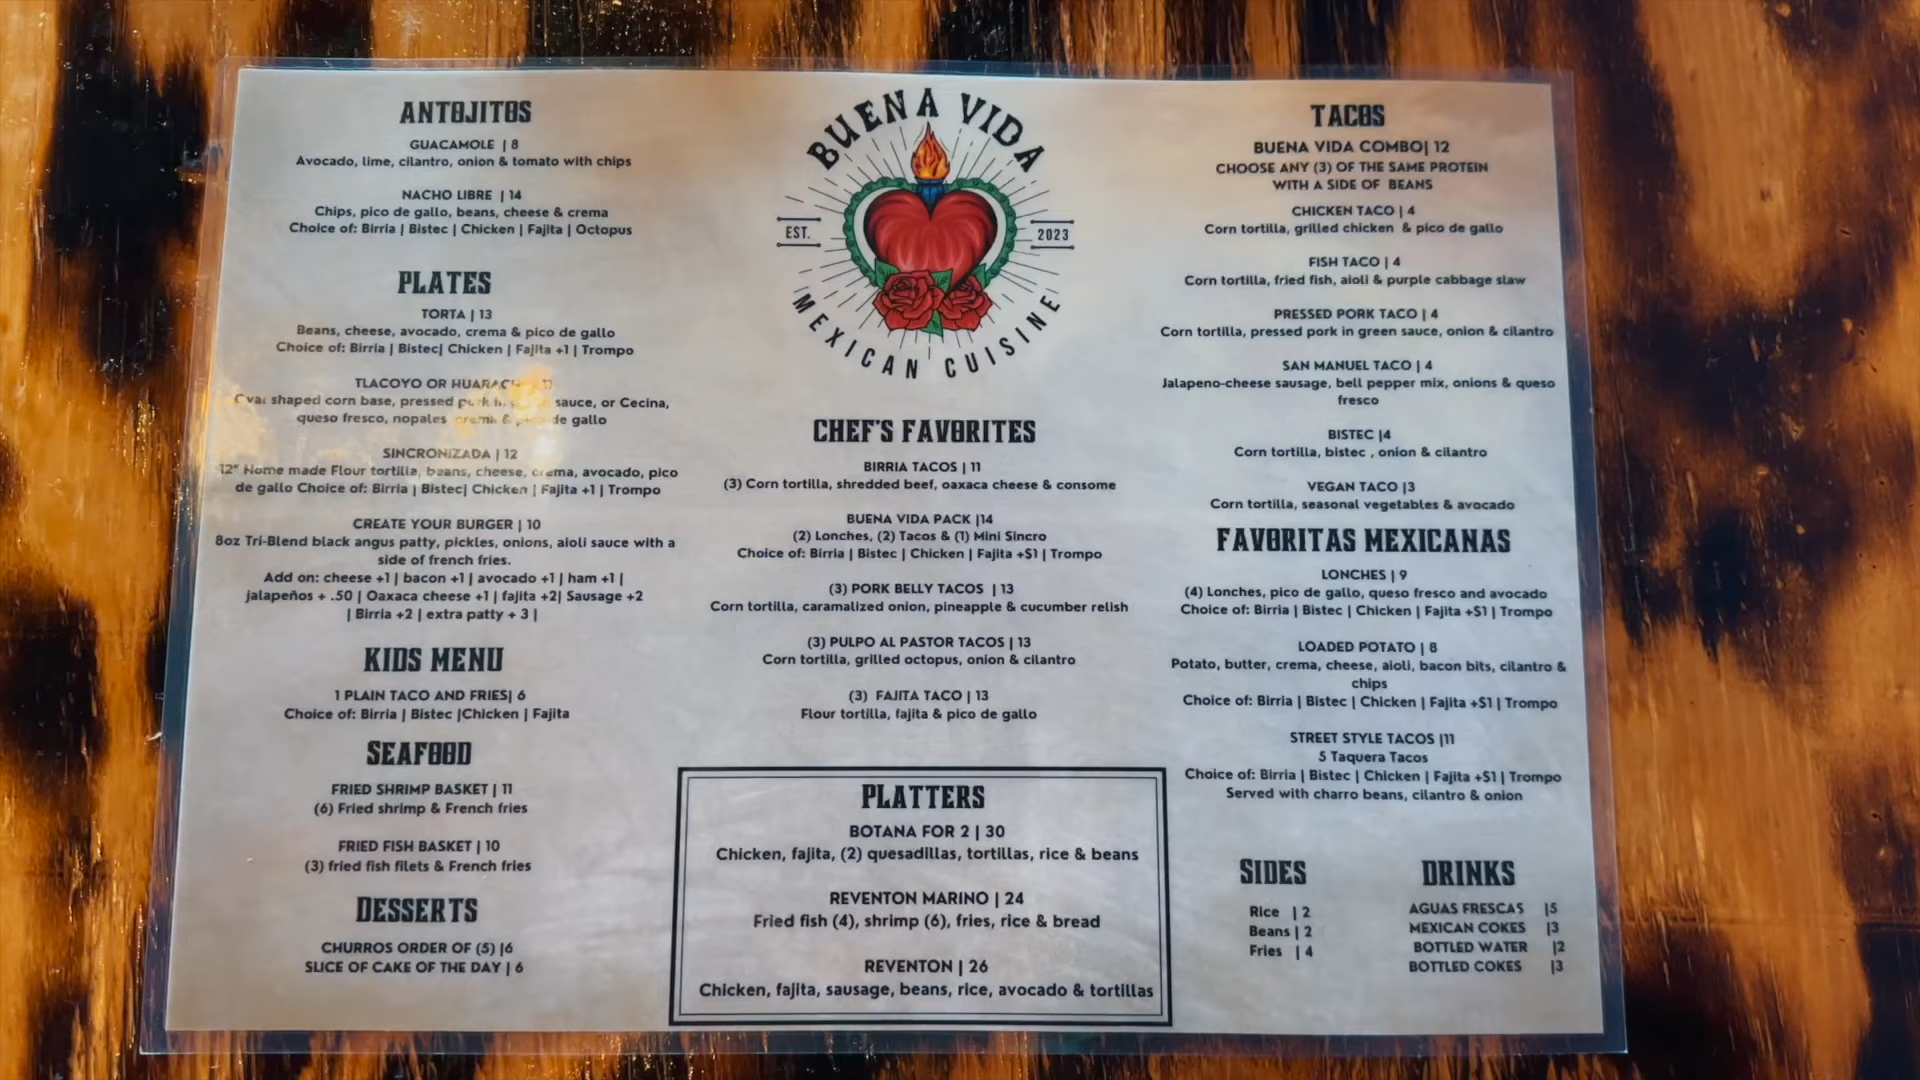 ANTOJITOS
GUACAMOLE | 8
Avocado, lime, cilantro, onion & tomato with chips
NACHO LIBRE | 14
Chips, pico de gallo, beans, cheese & crema
Choice of: Birria | Bistec | Chicken | Fajita | Octopus
PLATES
TORTA | 13
Beans, cheese, avocado, crema & pico de gallo
Choice of: Birria | Bistec| Chicken | Fajita +1 | Trompo
TLACOYO OR
Oval shaped corn base, pressed pork in sauce, or Cecina,
queso fresco, nopales crema & pico de gallo
SINCRONIZADA | 12
12" Home made Flour tortilla, beans, cheese, crema, avocado, pico
de gallo Choice of: Birria | Bistec| Chicken | Fajita +1 | Trompo
CREATE YOUR BURGER | 10
8oz Tri-Blend black angus patty, pickles, onions, aioli sauce with a
side of french fries.
Add on: cheese +1 | bacon +1 | avocado +1 | ham +1 |
jalapeños + .50 | Oaxaca cheese +1 | fajita +2| Sausage +2
| Birria +2 | extra patty + 3 |
KIDS MENU
1 PLAIN TACO AND FRIES| 6
Choice of: Birria | Bistec |Chicken | Fajita
SEAFOOD
FRIED SHRIMP BASKET | 11
(6) Fried shrimp & French fries
FRIED FISH BASKET | 10
(3) fried fish filets & French fries
DESSERTS
CHURROS ORDER OF (5) |6
SLICE OF CAKE OF THE DAY | 6
BUENA VIDA
EST. 2023
MEXICAN CUISINE
CHEF'S FAVORITES
BIRRIA TACOS | 11
(3) Corn tortilla, shredded beef, oaxaca cheese & consome
BUENA VIDA PACK |14
(2) Lonches, (2) Tacos & (1) Mini Sincro
Choice of: Birria | Bistec | Chicken | Fajita +$1 | Trompo
(3) PORK BELLY TACOS | 13
Corn tortilla, caramalized onion, pineapple & cucumber relish
(3) PULPO AL PASTOR TACOS | 13
Corn tortilla, grilled octopus, onion & cilantro
(3) FAJITA TACO | 13
Flour tortilla, fajita & pico de gallo
PLATTERS
BOTANA FOR 2 | 30
Chicken, fajita, (2) quesadillas, tortillas, rice & beans
REVENTON MARINO | 24
Fried fish (4), shrimp (6), fries, rice & bread
REVENTON | 26
Chicken, fajita, sausage, beans, rice, avocado & tortillas
TACOS
BUENA VIDA COMBO| 12
CHOOSE ANY (3) OF THE SAME PROTEIN
WITH A SIDE OF BEANS
CHICKEN TACO | 4
Corn tortilla, grilled chicken & pico de gallo
FISH TACO | 4
Corn tortilla, fried fish, aioli & purple cabbage slaw
PRESSED PORK TACO | 4
Corn tortilla, pressed pork in green sauce, onion & cilantro
SAN MANUEL TACO | 4
Jalapeno-cheese sausage, bell pepper mix, onions & queso
fresco
BISTEC |4
Corn tortilla, bistec , onion & cilantro
VEGAN TACO |3
Corn tortilla, seasonal vegetables & avocado
FAVORITAS MEXICANAS
LONCHES | 9
(4) Lonches, pico de gallo, queso fresco and avocado
Choice of: Birria | Bistec | Chicken | Fajita +$1 | Trompo
LOADED POTATO | 8
Potato, butter, crema, cheese, aioli, bacon bits, cilantro &
chips
Choice of: Birria | Bistec | Chicken | Fajita +$1 | Trompo
STREET STYLE TACOS |11
5 Taquera Tacos
Choice of: Birria | Bistec | Chicken | Fajita +$1 | Trompo
Served with charro beans, cilantro & onion
SIDES
Rice | 2
Beans | 2
Fries | 4
DRINKS
AGUAS FRESCAS |5
MEXICAN COKES |3
BOTTLED WATER |2
BOTTLED COKES |3